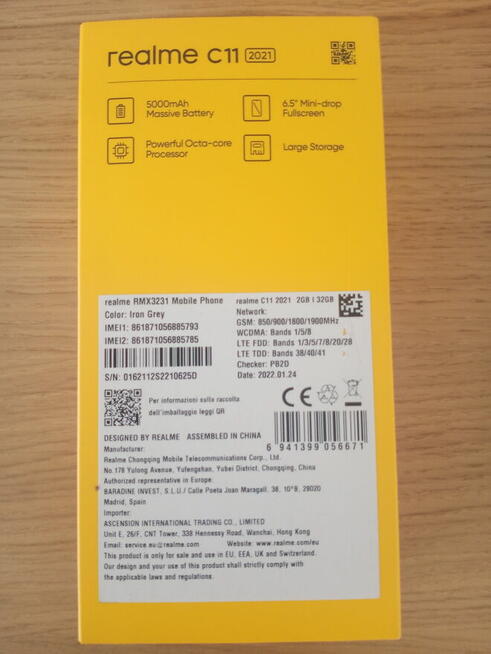 realme C11 2021
5000mAh
Massive Battery
6.5" Mini-drop
Fullscreen
Powerful Octa-core
Processor
Large Storage
realme RMX3231 Mobile Phone
Color: Iron Grey
IMEI1: 861871056885793
IMEI2: 861871056885785
S/N: 0162112S2210625D
realme C11 2021 2GB | 32GB
Network:
GSM: 850/900/1800/1900MHz
WCDMA: Bands 1/5/8
LTE FDD: Bands 1/3/5/7/8/20/28
LTE TDD: Bands 38/40/41
Checker: PB20
Date: 2022.01.24
Per informazioni sulla raccolta
dell'imballaggio leggi QR
CE
6 941399 056671
DESIGNED BY REALME ASSEMBLED IN CHINA
Manufacturer:
Realme Chongqing Mobile Telecommunications Corp., Ltd.
No.178 Yulong Avenue, Yufengshan, Yubei District, Chongqing, China
Authorized representative in Europe:
BARADINE INVEST, S.L.U./ Calle Poeta Joan Maragall, 38, 10ºB, 28020
Madrid, Spain
Importer:
ASCENSION INTERNATIONAL TRADING CO., LIMITED
Unit E, 26/F, CNT Tower, 338 Hennessy Road, Wanchai, Hong Kong
Email: service.eu@realme.com Website: www.realme.com/eu
This product is only for sale and use in EU, EEA, UK and Switzerland.
Our design and your use of this product shall strictly comply with
the applicable laws and regulations.